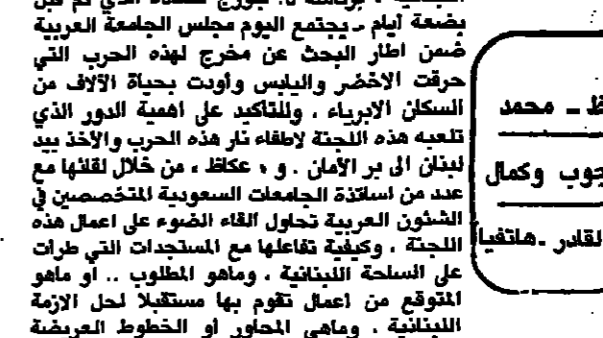 بضعة أيام ـ يجتمع اليوم مجلس الجامعة العربية
ضمن اطار البحث عن مخرج لهذه الحرب التي
حرقت الاخضر واليابس وأودت بحياة الآلاف من
السكان الابرياء ، وللتأكيد على اهمية الدور الذي
تلعبه هذه اللجنة لاطفاء نار هذه الحرب والأخذ بيد
لبنان الى بر الأمان . و « عكاظ » من خلال لقائها مع
عدد من اساتذة الجامعات السعودية المتخصصين في
الشئون العربية تحاول القاء الضوء على اعمال هذه
اللجنة ، وكيفية تفاعلها مع المستجدات التي طرأت
على الساحة اللبنانية ، وماهو المطلوب .. أو ماهو
المتوقع من اعمال تقوم بها مستقبلا لحل الازمة
اللبنانية . وماهي المحاور أو الخطوط العريضة
ـ محمد
وكمال
القادر ـ هاتفيا